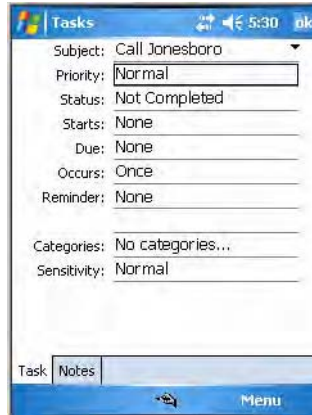 Tasks 5:30 ok
Subject: Call Jonesboro
Priority: Normal
Status: Not Completed
Starts: None
Due: None
Occurs: Once
Reminder: None
Categories: No categories...
Sensitivity: Normal
Task Notes
Menu